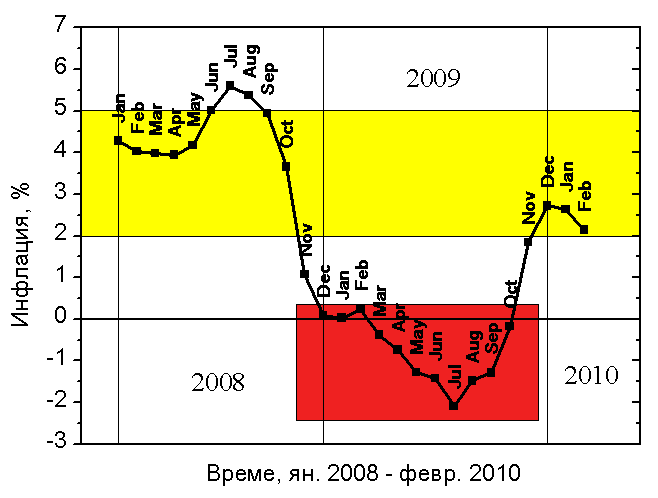 7
6
5
4
3
2
1
0
-1
-2
-3
Инфлация, %
Jan
Feb
Mar
Apr
May
Jun
Jul
Aug
Sep
Oct
Nov
Dec
Jan
Feb
Mar
Apr
May
Jun
Jul
Aug
Sep
Oct
Nov
Dec
Jan
Feb
2008
2009
2010
Време, ян. 2008 - февр. 2010